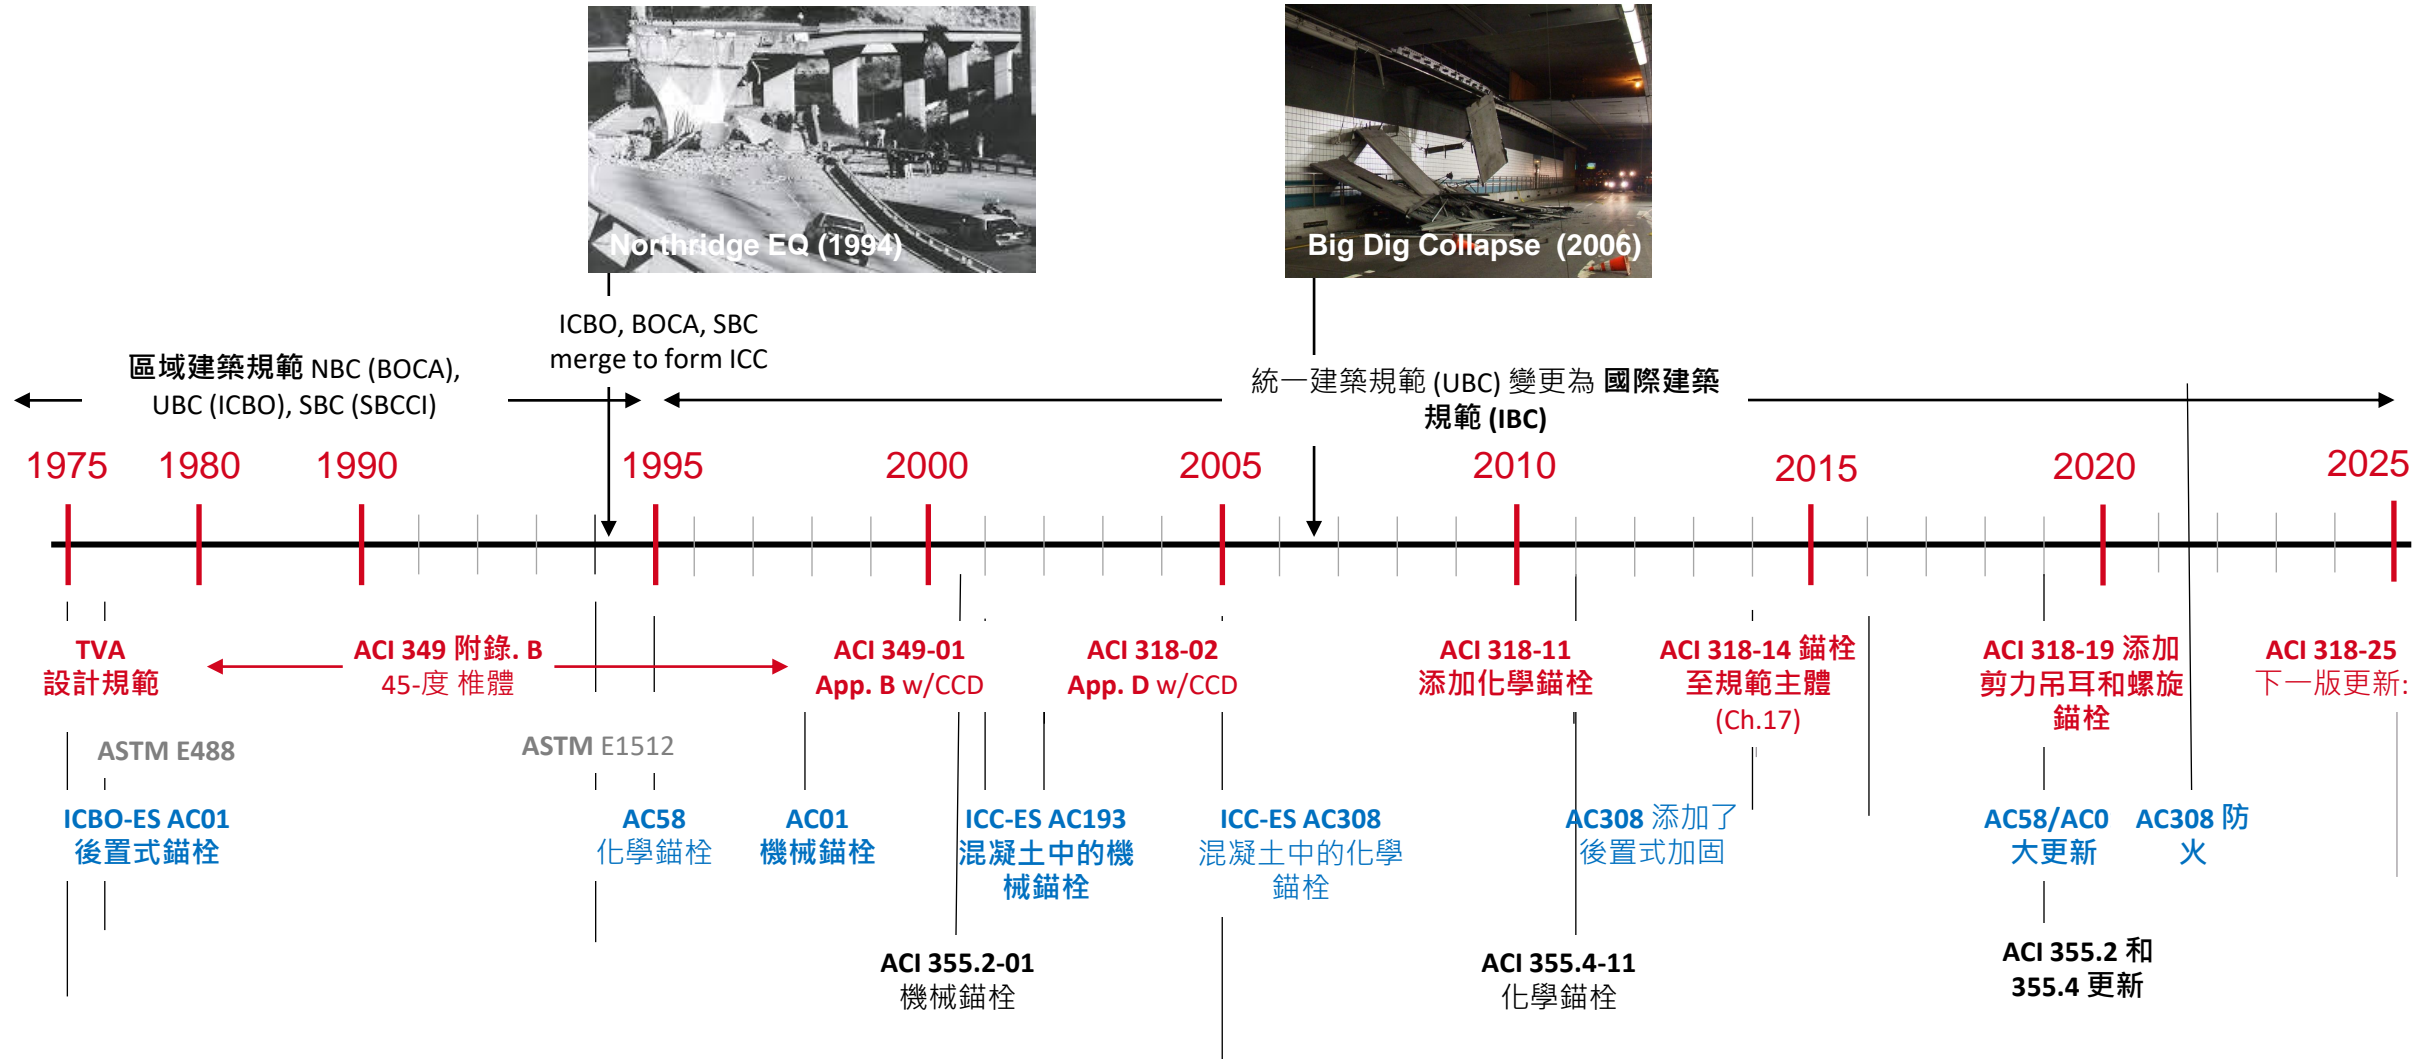 Northridge EQ (1994)
Big Dig Collapse (2006)
ICBO, BOCA, SBC
merge to form ICC
區域建築規範 NBC (BOCA),
UBC (ICBO), SBC (SBCCI)
統一建築規範 (UBC) 變更為 國際建築
規範 (IBC)
1975
1980
1990
1995
2000
2005
2010
2015
2020
2025
TVA
設計規範
ACI 349 附錄. B
45-度 椎體
ACI 349-01
App. B w/CCD
ACI 318-02
App. D w/CCD
ACI 318-11
添加化學錨栓
ACI 318-14 錨栓
至規範主體
(Ch.17)
ACI 318-19 添加
剪力吊耳和螺旋
錨栓
ACI 318-25
下一版更新:
ASTM E488
ASTM E1512
ICBO-ES AC01
後置式錨栓
AC58
化學錨栓
AC01
機械錨栓
ICC-ES AC193
混凝土中的機
械錨栓
ICC-ES AC308
混凝土中的化學
錨栓
AC308 添加了
後置式加固
AC58/AC0
大更新
AC308 防
火
ACI 355.2-01
機械錨栓
ACI 355.4-11
化學錨栓
ACI 355.2 和
355.4 更新